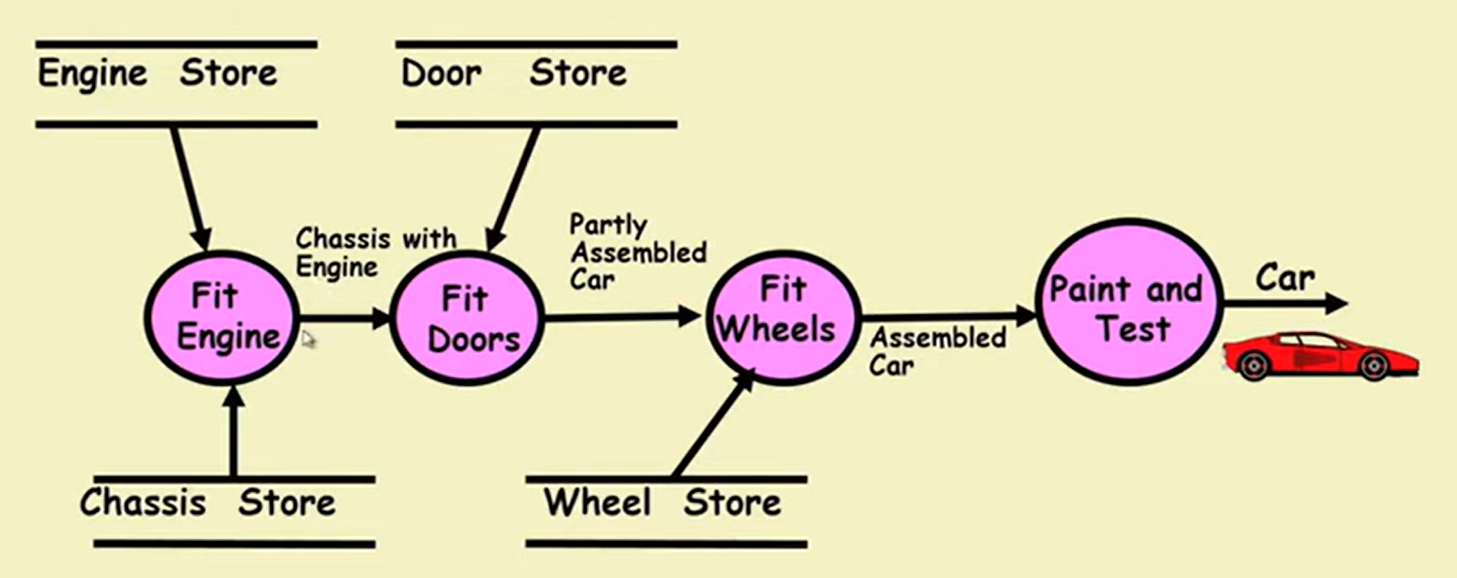 Engine Store
Door Store
Chassis with
Engine
Partly
Assembled
Car
Fit
Engine
Fit
Doors
Fit
Wheels
Assembled
Car
Paint and
Test
Car
Chassis Store
Wheel Store